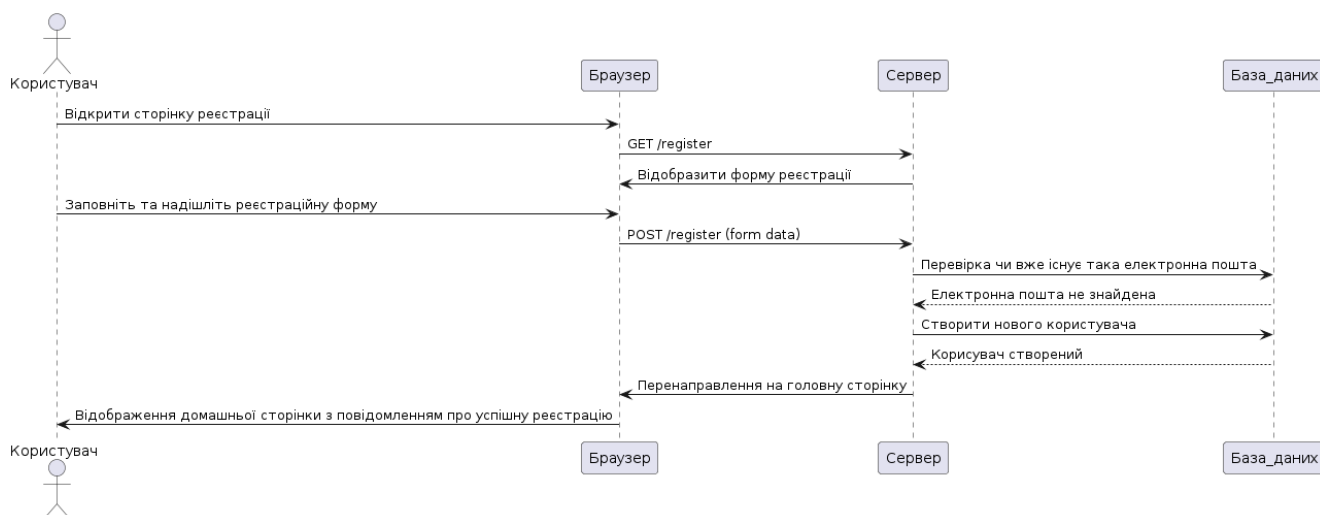 Користувач
Браузер
Сервер
База_даних
Відкрити сторінку реєстрації
GET /register
Відобразити форму реєстрації
Заповніть та надішліть реєстраційну форму
POST /register (form data)
Перевірка чи вже існує така електронна пошта
Електронна пошта не знайдена
Створити нового користувача
Корисувач створений
Перенаправлення на головну сторінку
Відображення домашньої сторінки з повідомленням про успішну реєстрацію
Користувач
Браузер
Сервер
База_даних